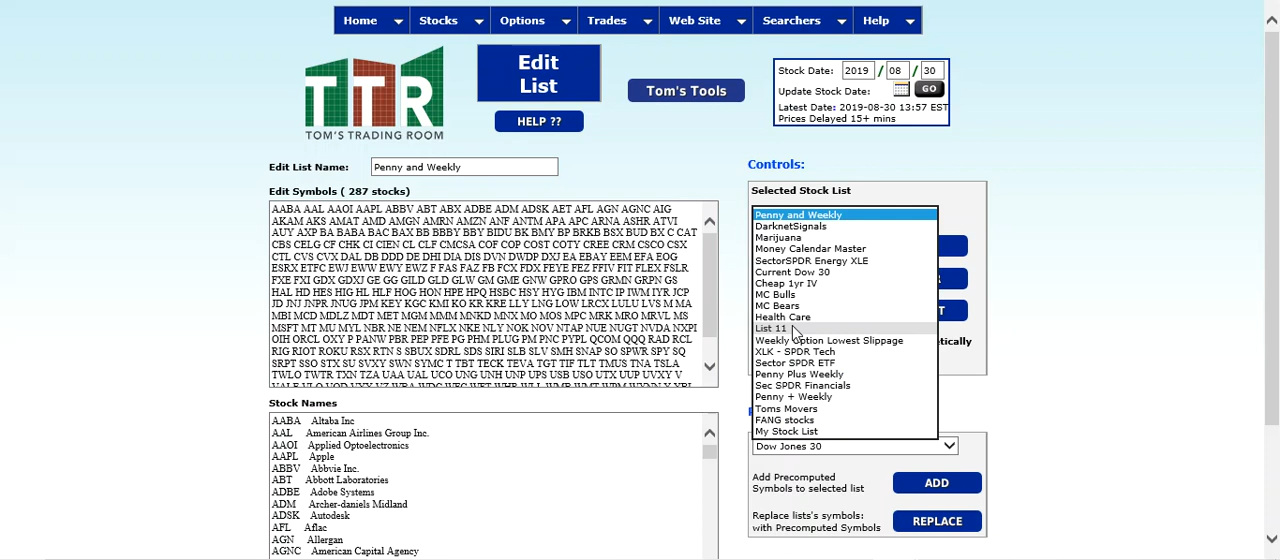 Home Stocks Options Trades Web Site Searchers Help
Edit
List
HELP ??
TTR
TOM'S TRADING ROOM
Tom's Tools
Stock Date: 2019 / 08 / 30
Update Stock Date: GO
Latest Date: 2019-08-30 13:57 EST
Prices Delayed 15+ mins
Edit List Name: Penny and Weekly
Edit Symbols ( 287 stocks)
AABA AAL AAOI AAPL ABBV ABT ABX ADBE ADM ADSK AET AFL AGN AGNC AIG
AKAM AKS AMAT AMD AMGN AMRN AMZN ANF ANTM APA APC ARNA ASHR ATVI
AUY AXP BA BABA BAC BAX BB BBBY BBY BIDU BK BMY BP BRKB BSX BUD BX C CAT
CBS CELG CF CHK CI CIEN CL CLF CMCSA COF COP COST COTY CREE CRM CSCO CSX
CTL CVS CVX DAL DB DDD DE DHI DIA DIS DVN DWDP DXJ EA EBAY EEM EFA EOG
ESRX ETFC EWJ EWW EWY EWZ F FAS FAZ FB FCX FDX FEYE FEZ FFIV FIT FLEX FSLR
FXE FXI GDX GDXJ GE GG GILD GLD GLW GM GME GNW GPRO GPS GRMN GRPN GS
HAL HD HES HIG HL HLF HOG HON HPE HPQ HSBC HSY HYG IBM INTC IP IWM IYR JCP
JD JNJ JNPR JNUG JPM KEY KGC KMI KO KR KRE LLY LNG LOW LRCX LULU LVS M MA
MBI MCD MDLZ MDT MET MGM MMM MNKD MNX MO MOS MPC MRK MRO MRVL MS
MSFT MT MU MYL NBR NE NEM NFLX NKE NLY NOK NOV NTAP NUE NUGT NVDA NXPI
OIH ORCL OXY P PANW PBR PEP PFE PG PHM PLUG PM PNC PYPL QCOM QQQ RAD RCL
RIG RIOT ROKU RSX RTN S SBUX SDRL SDS SIRI SLB SLV SMH SNAP SO SPWR SPY SQ
SRPT SSO STX SU SVXY SWN SYMC T TBT TECK TEVA TGT TIF TLT TMUS TNA TSLA
TWLO TWTR TXN TZA UAA UAL UCO UNG UNH UNP UPS USB USO UTX UUP UVXY V
Stock Names
AABA Altaba Inc
AAL American Airlines Group Inc.
AAOI Applied Optoelectronics
AAPL Apple
ABBV Abbvie Inc.
ABT Abbott Laboratories
ADBE Adobe Systems
ADM Archer-daniels Midland
ADSK Autodesk
AFL Aflac
AGN Allergan
AGNC American Capital Agency
Controls:
Selected Stock List
Penny and Weekly
DarknetSignals
Marijuana
Money Calendar Master
SectorSPDR Energy XLE
Current Dow 30
Cheap 1yr IV
MC Bulls
MC Bears
Health Care
List 11
Weekly Option Lowest Slippage
XLK - SPDR Tech
Sector SPDR ETF
Penny Plus Weekly
Sec SPDR Financials
Penny + Weekly
Toms Movers
FANG stocks
My Stock List
Dow Jones 30
Add Precomputed
Symbols to selected list
ADD
Replace lists's symbols:
with Precomputed Symbols
REPLACE